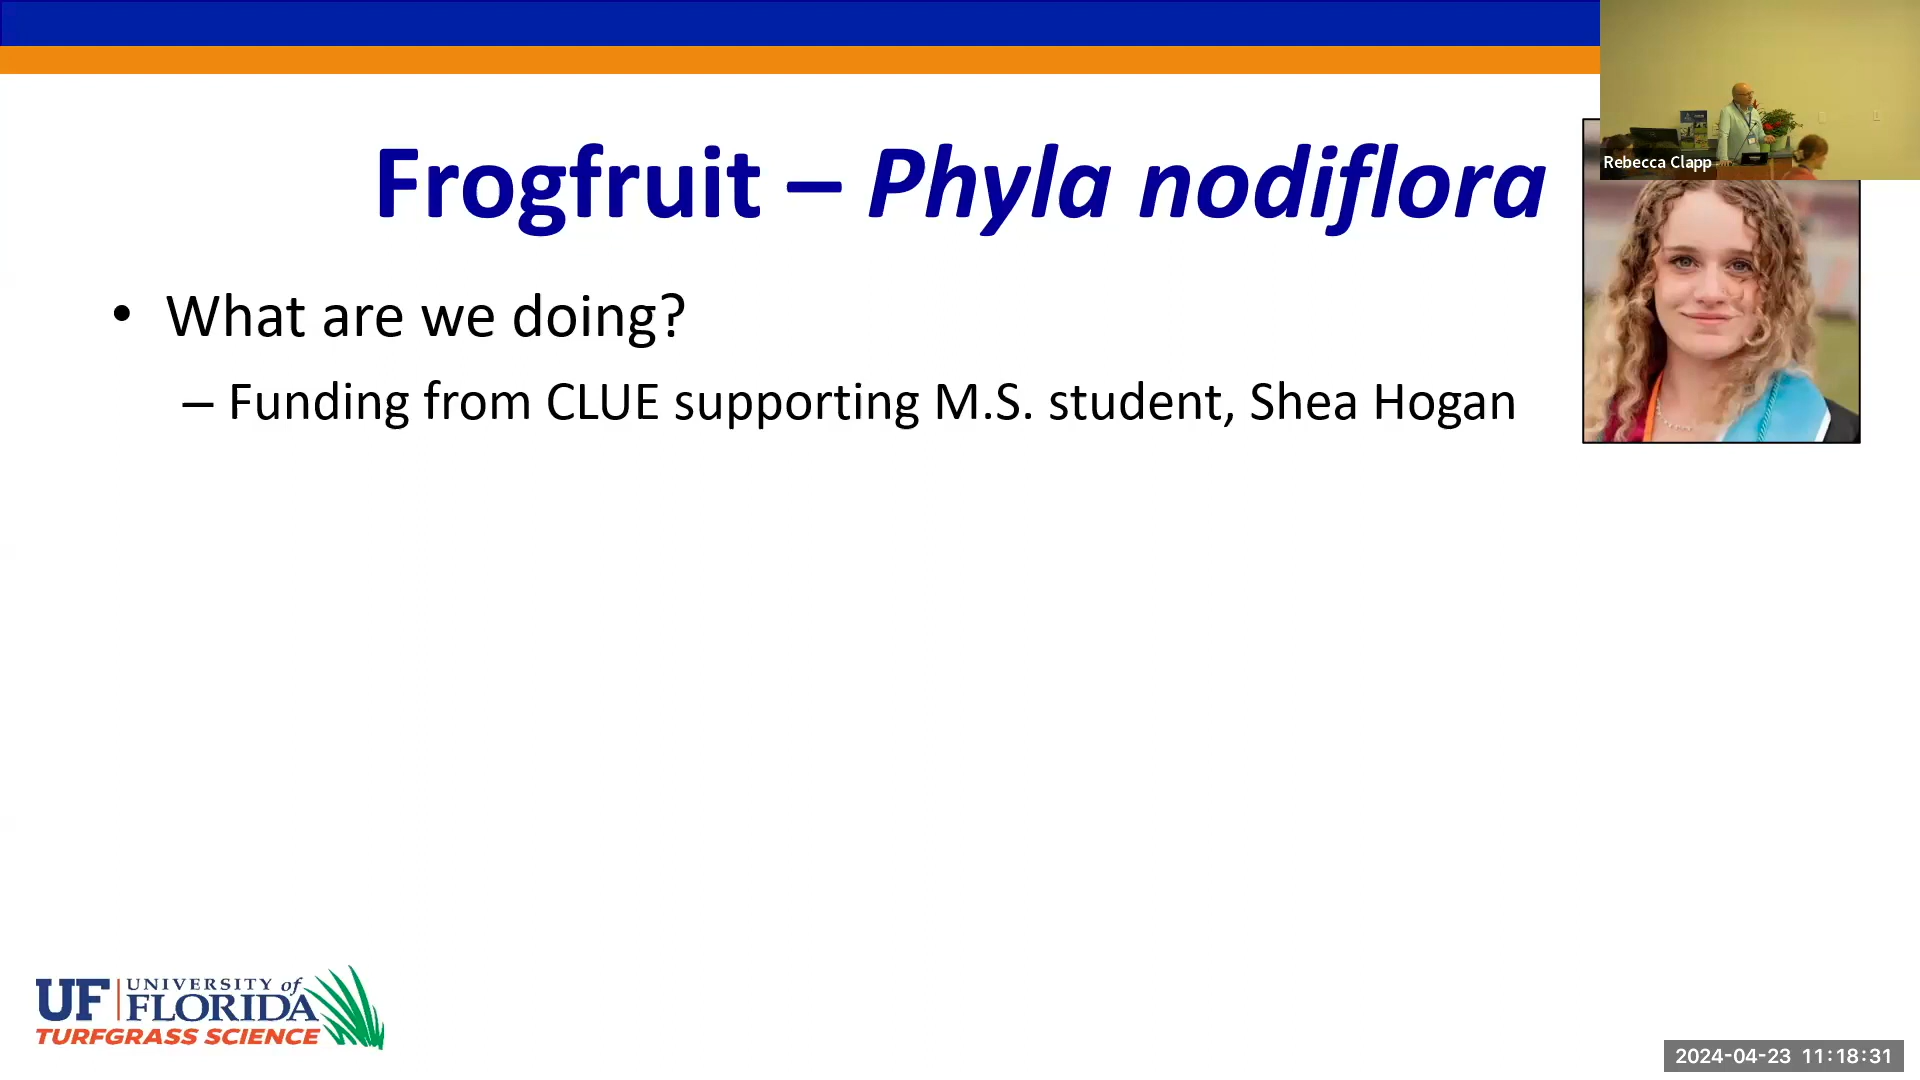 Frogfruit – Phyla nodiflora
Rebecca Clapp
• What are we doing?
– Funding from CLUE supporting M.S. student, Shea Hogan
UF | UNIVERSITY of
FLORIDA
TURFGRASS SCIENCE
2024-04-23 11:18:31